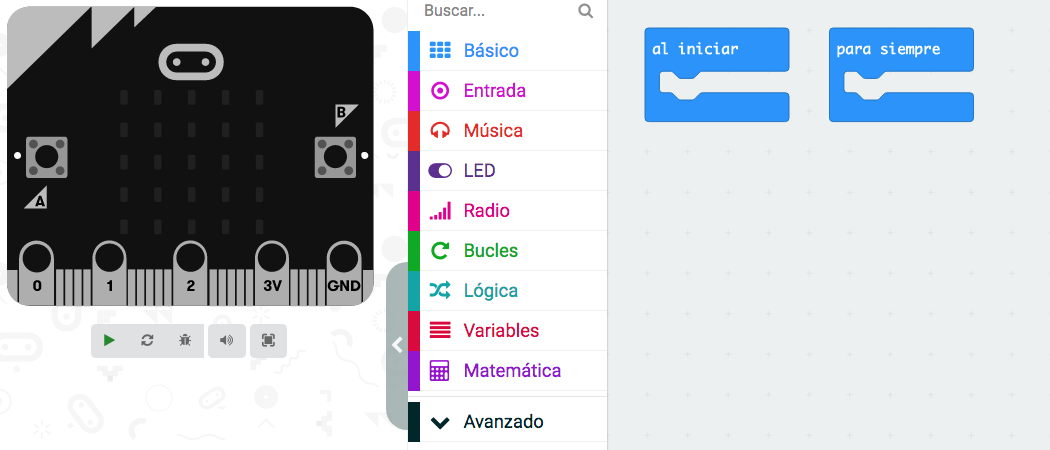 B
A
0 1 2 3V GND
Buscar...
Básico
Entrada
Música
LED
Radio
Bucles
Lógica
Variables
Matemática
Avanzado
al iniciar
para siempre